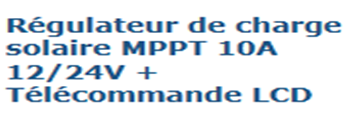 Régulateur de charge
solaire MPPT 10A
12/24V +
Télécommande LCD